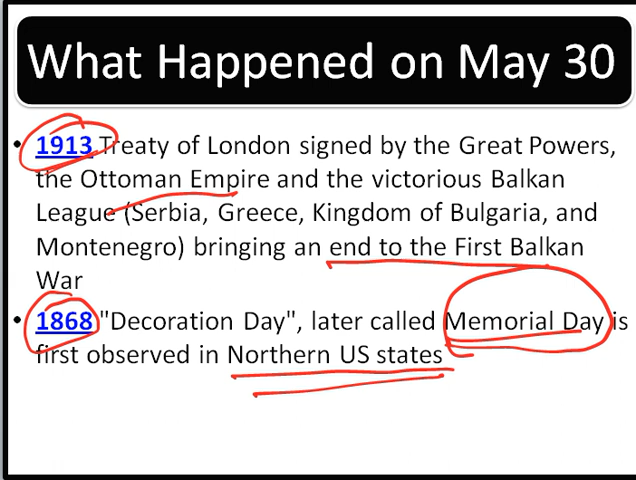 What Happened on May 30
• 1913 Treaty of London signed by the Great Powers,
the Ottoman Empire and the victorious Balkan
League (Serbia, Greece, Kingdom of Bulgaria, and
Montenegro) bringing an end to the First Balkan
War
• 1868 "Decoration Day", later called Memorial Day is
first observed in Northern US states